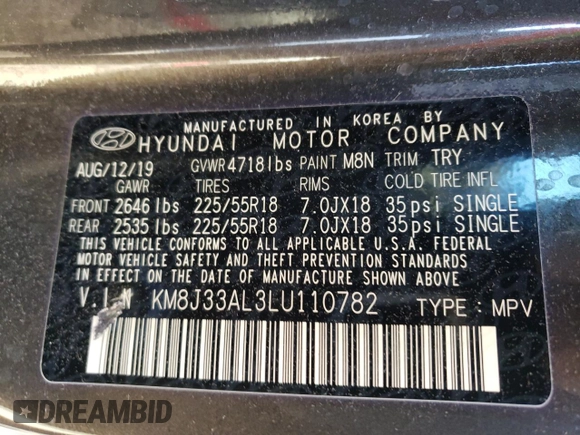 MANUFACTURED IN KOREA BY
HYUNDAI MOTOR COMPANY
AUG/12/19 GVWR 4718lbs PAINT M8N TRIM TRY
GAWR TIRES RIMS COLD TIRE INFL
FRONT 2646 lbs 225/55R18 7.0JX18 35psi SINGLE
REAR 2535 lbs 225/55R18 7.0JX18 35psi SINGLE
THIS VEHICLE CONFORMS TO ALL APPLICABLE U.S.A. FEDERAL
MOTOR VEHICLE SAFETY AND THEFT PREVENTION STANDARDS
IN EFFECT ON THE DATE OF MANUFACTURE SHOWN ABOVE.
V.I.N KM8J33AL3LU110782 TYPE : MPV
DREAMBID